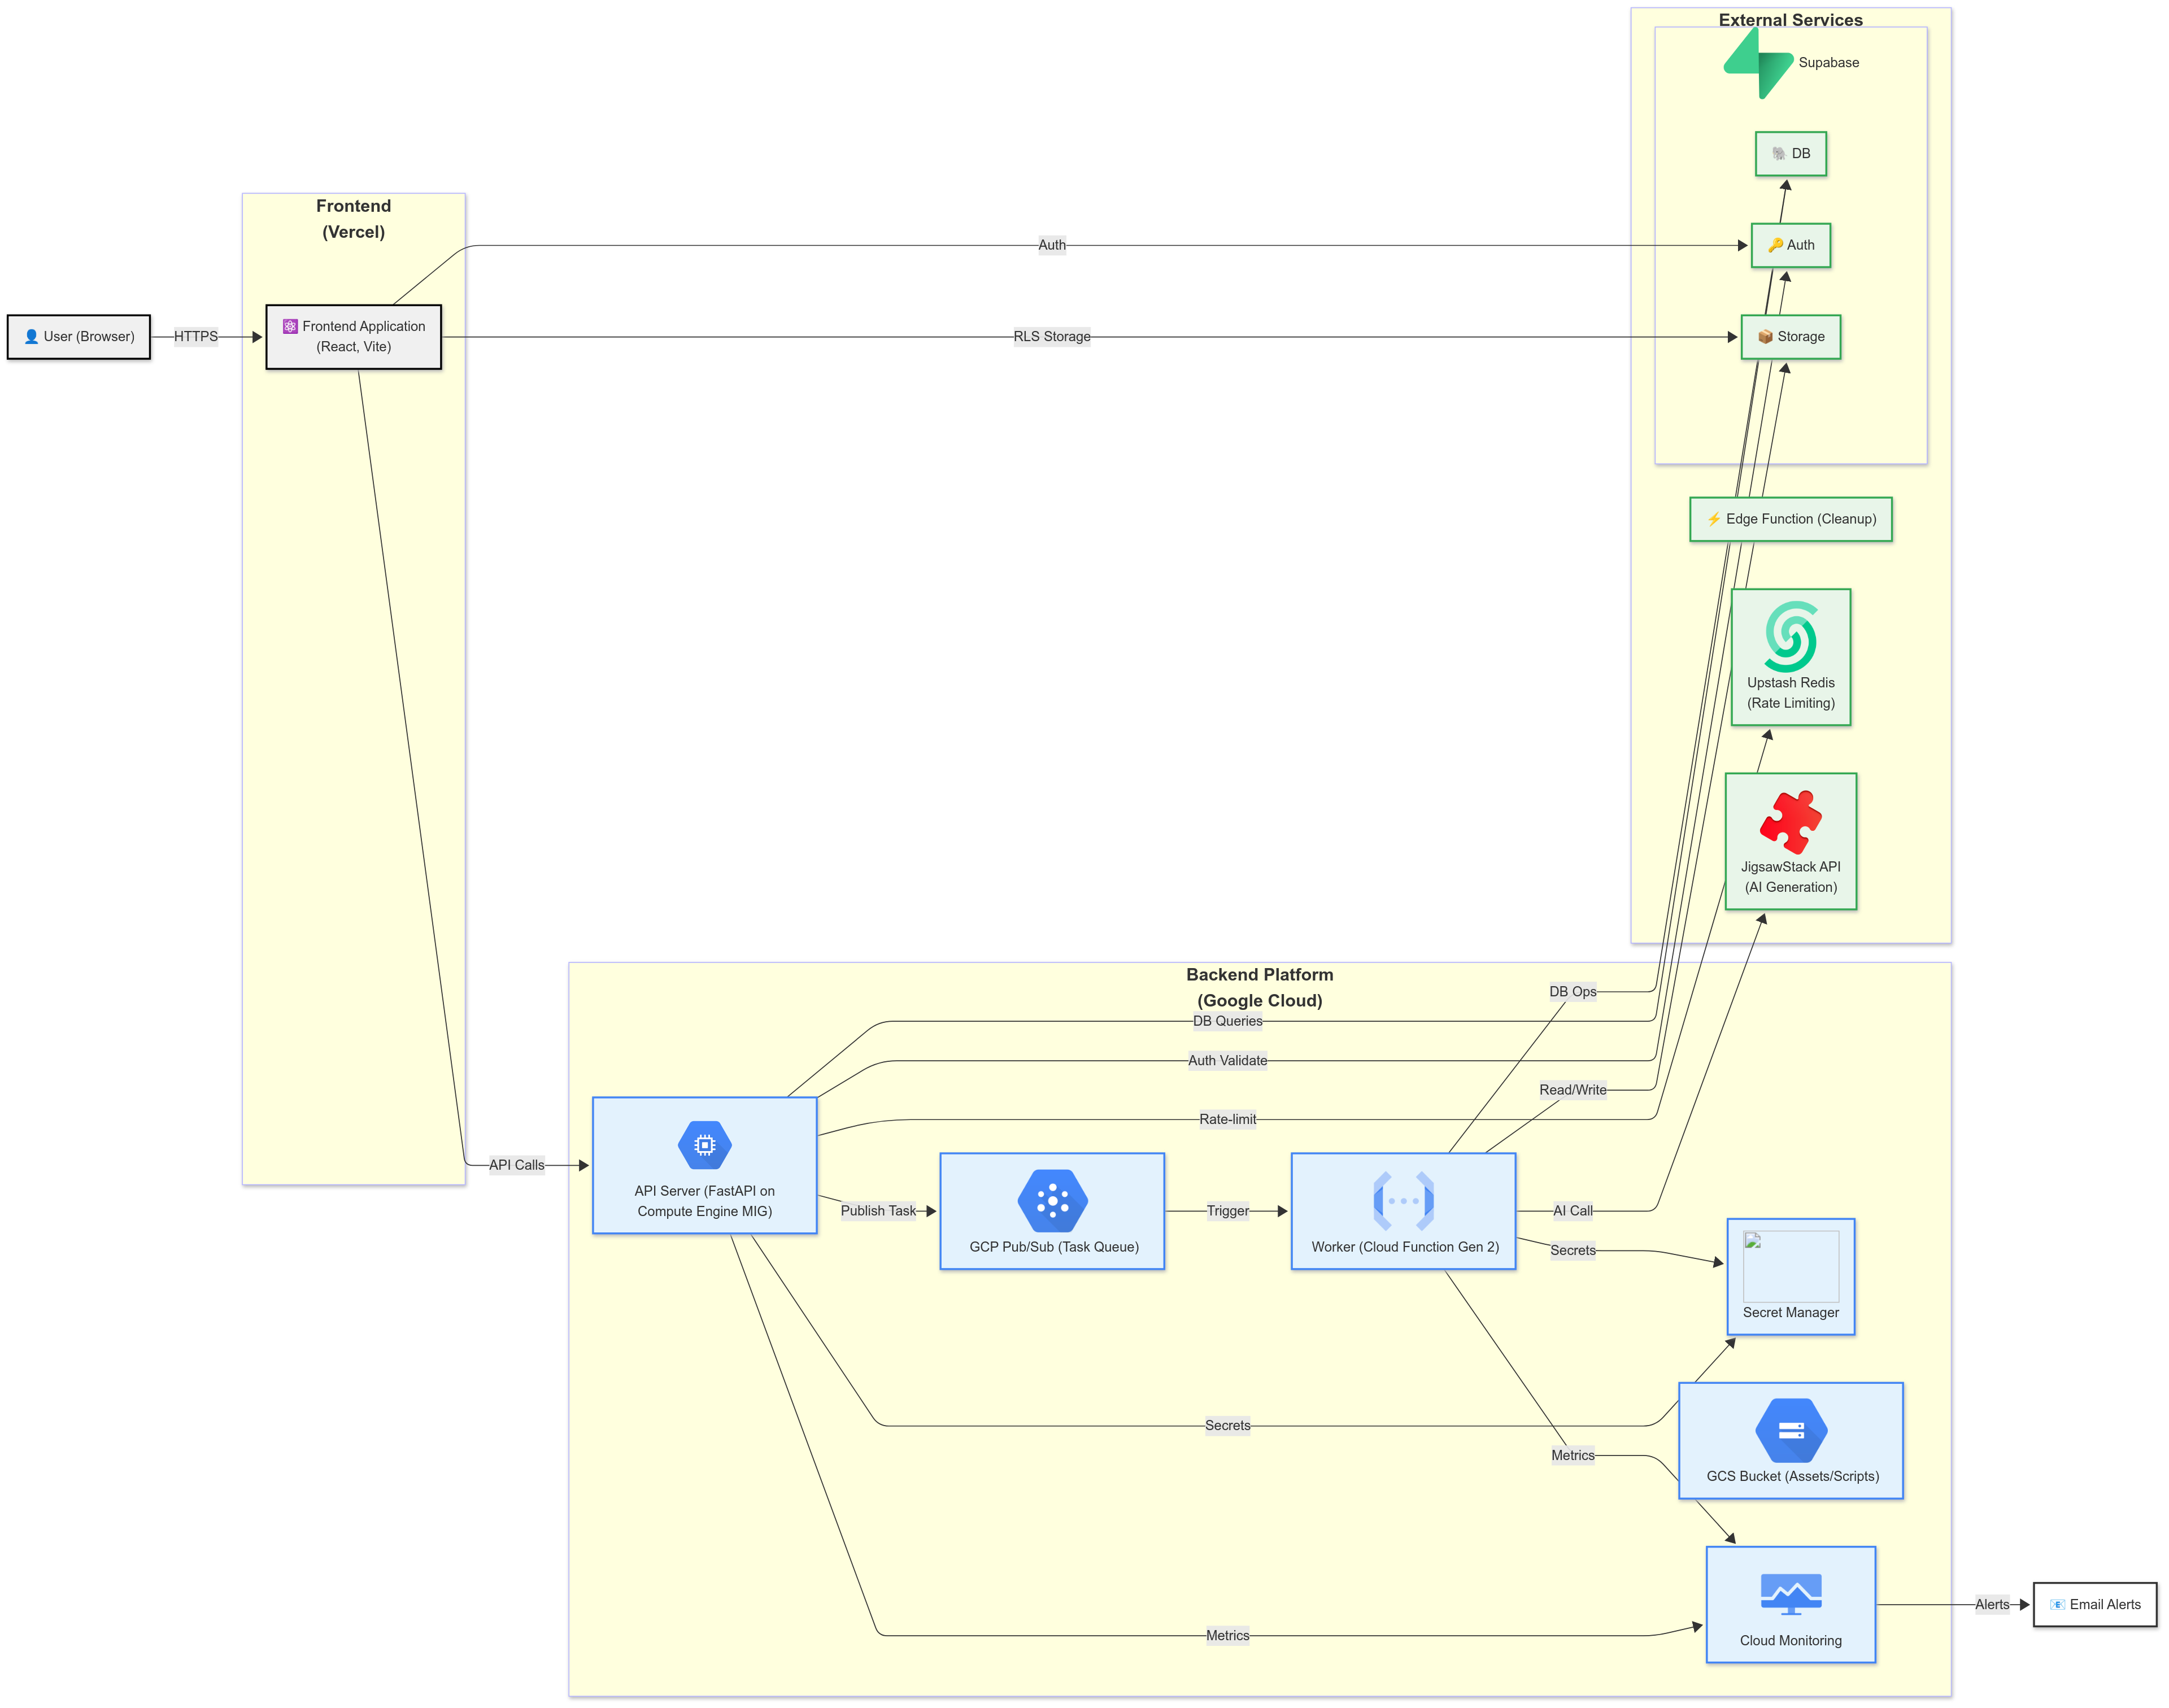 External Services
Supabase
DB
Auth
Storage
Edge Function (Cleanup)
Upstash Redis
(Rate Limiting)
JigsawStack API
(AI Generation)
Frontend
(Vercel)
User (Browser)
HTTPS
Frontend Application
(React, Vite)
Auth
RLS Storage
API Calls
Backend Platform
(Google Cloud)
DB Ops
DB Queries
Auth Validate
Read/Write
Rate-limit
API Server (FastAPI on
Compute Engine MIG)
Publish Task
GCP Pub/Sub (Task Queue)
Trigger
Worker (Cloud Function Gen 2)
AI Call
Secrets
Secret Manager
Secrets
Metrics
GCS Bucket (Assets/Scripts)
Metrics
Cloud Monitoring
Alerts
Email Alerts